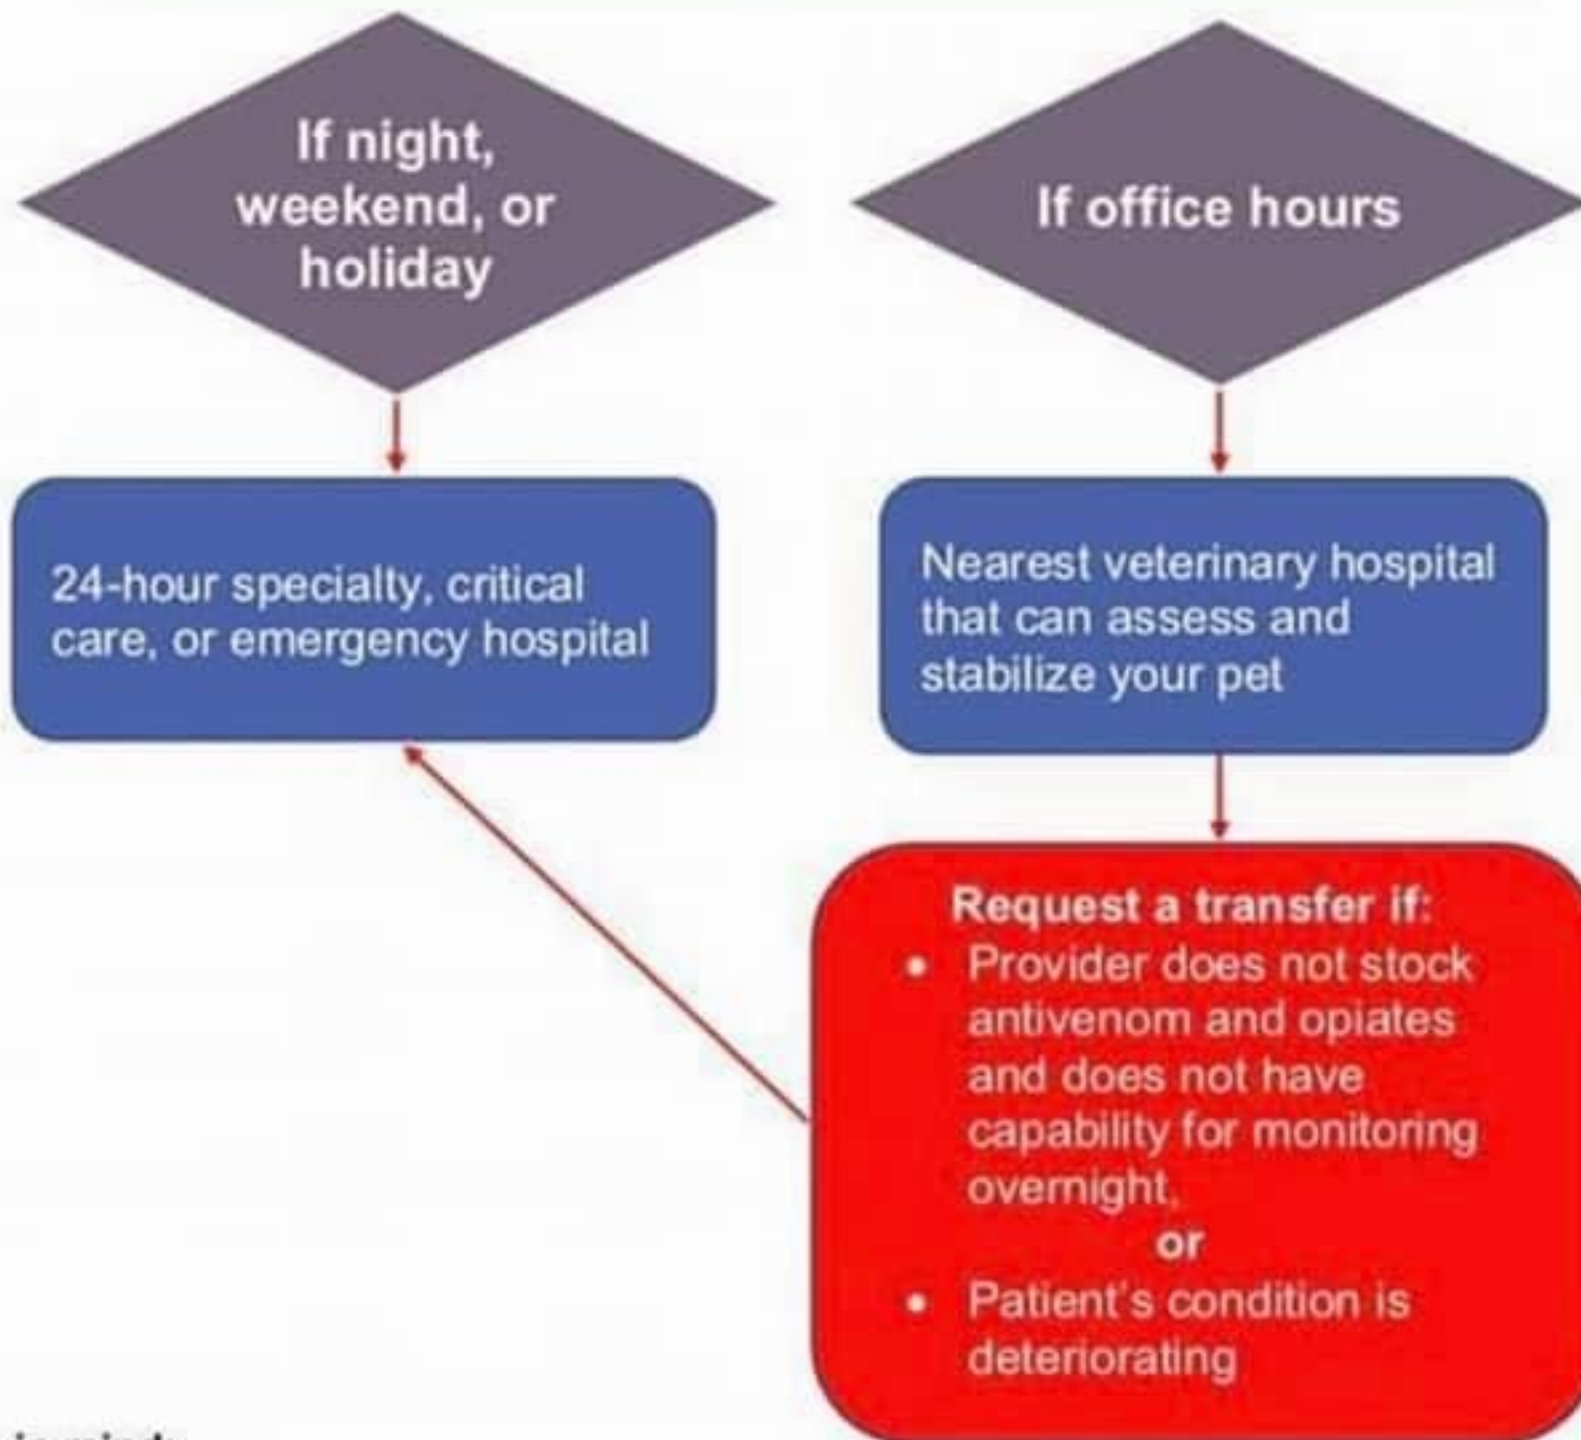 If night,
weekend, or
holiday
If office hours
24-hour specialty, critical
care, or emergency hospital
Nearest veterinary hospital
that can assess and
stabilize your pet
Request a transfer if:
• Provider does not stock
antivenom and opiates
and does not have
capability for monitoring
overnight,
or
• Patient's condition is
deteriorating